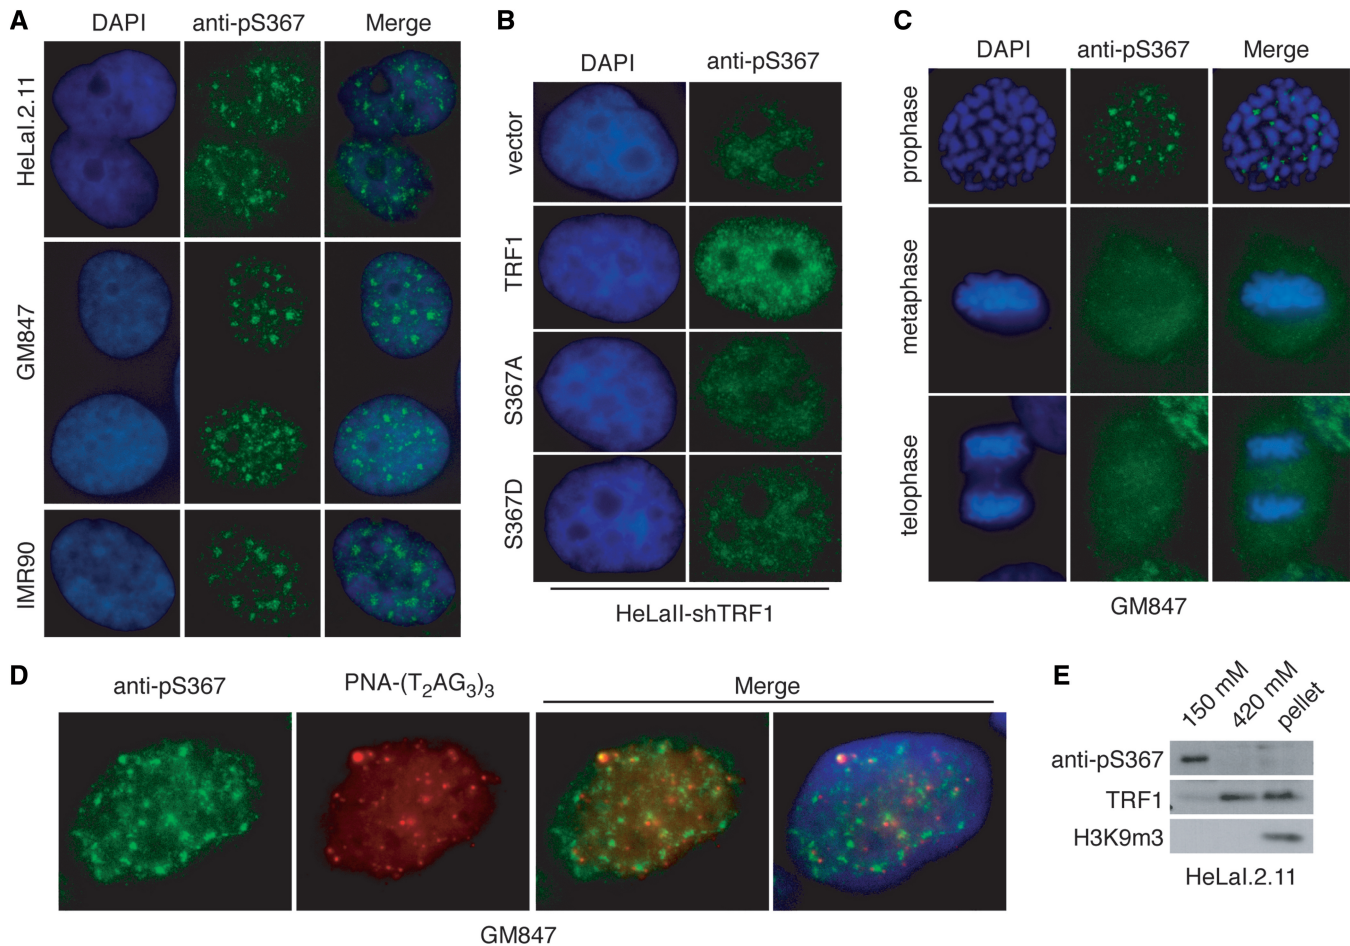 A
DAPI anti-pS367 Merge
HeLaI.2.11
GM847
IMR90
B
DAPI anti-pS367
vector
TRF1
S367A
S367D
HeLaII-shTRF1
C
DAPI anti-pS367 Merge
prophase
metaphase
telophase
GM847
D
anti-pS367 PNA-(T2AG3)3 Merge
GM847
E
150 mM 420 mM pellet
anti-pS367
TRF1
H3K9m3
HeLaI.2.11